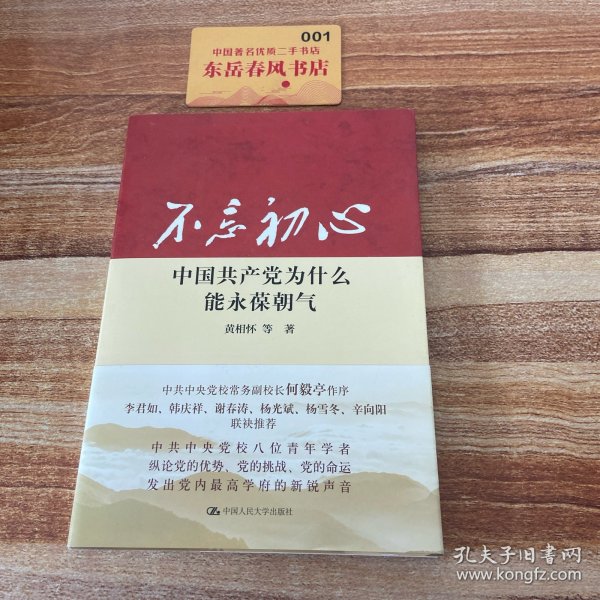 001
中国著名优质二手书店
东岳春风书店
不忘初心
中国共产党为什么
能永葆朝气
黄相怀 等 著
中共中央党校常务副校长何毅亭作序
李君如、韩庆祥、谢春涛、杨光斌、杨雪冬、辛向阳
联袂推荐
中共中央党校八位青年学者
纵论党的优势、党的挑战、党的命运
发出党内最高学府的新锐声音
中国人民大学出版社
孔夫子旧书网
www.kongfz.com